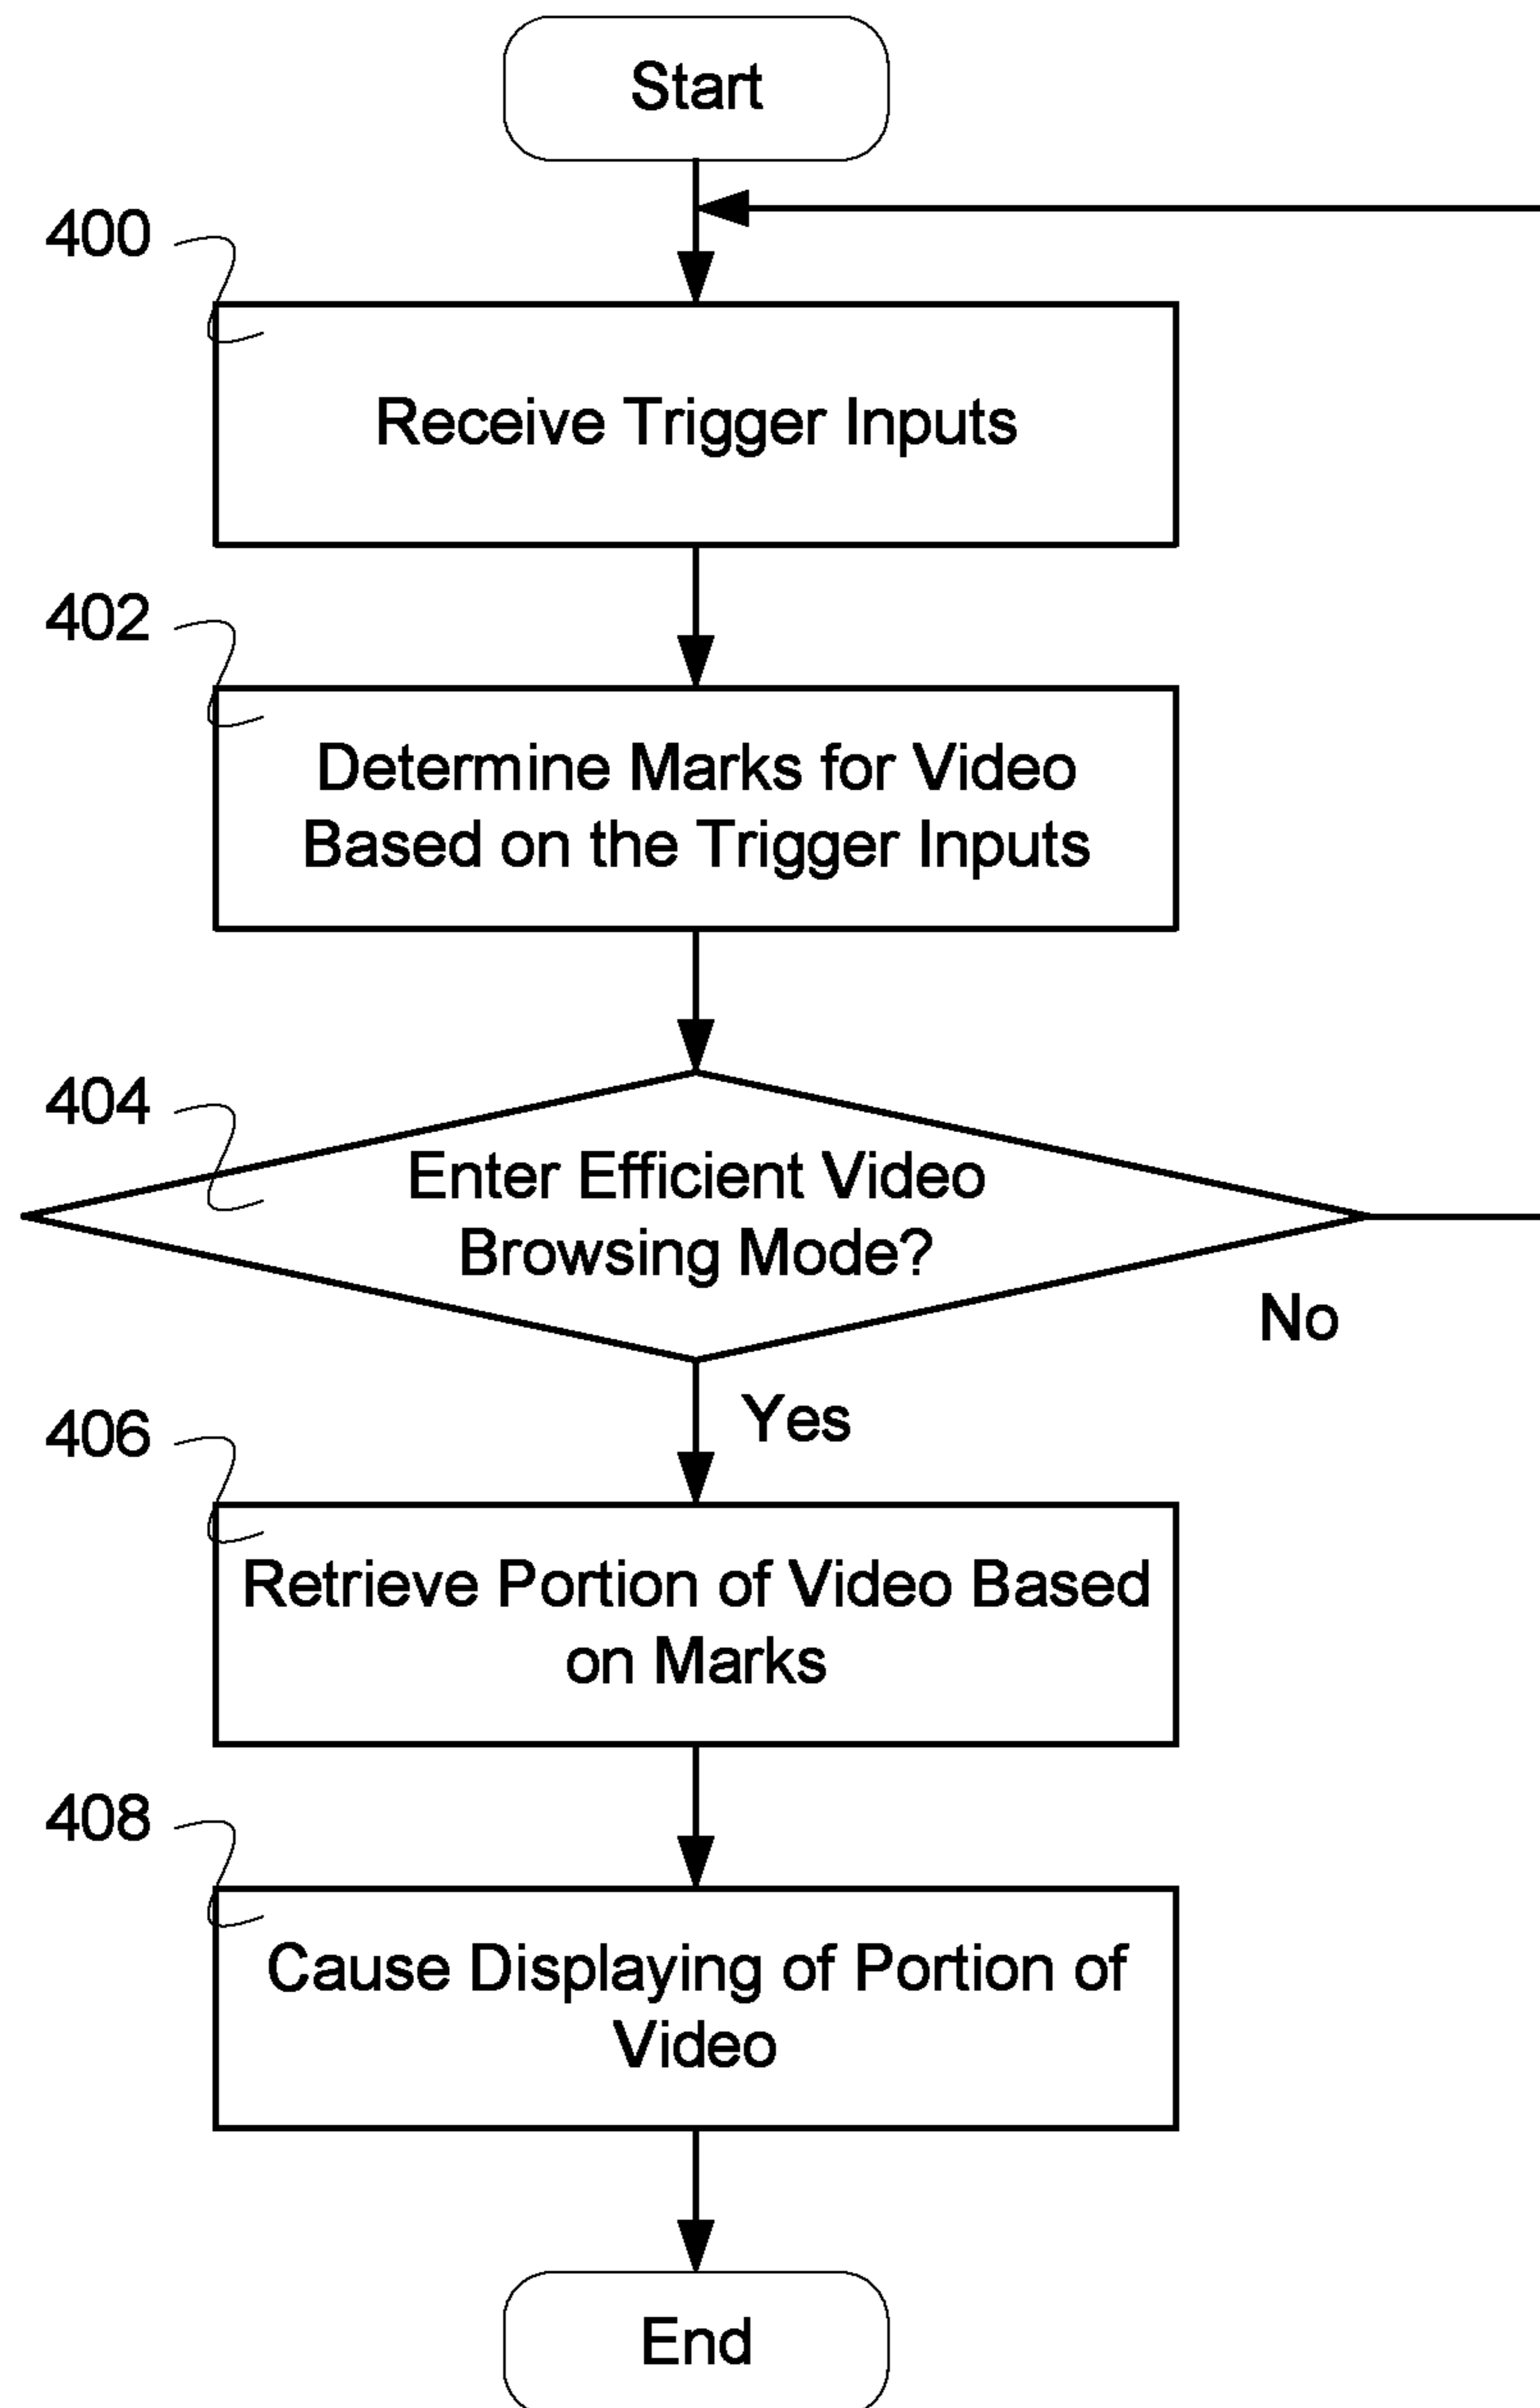 Start
400
Receive Trigger Inputs
402
Determine Marks for Video
Based on the Trigger Inputs
404
Enter Efficient Video
Browsing Mode?
No
Yes
406
Retrieve Portion of Video Based
on Marks
408
Cause Displaying of Portion of
Video
End